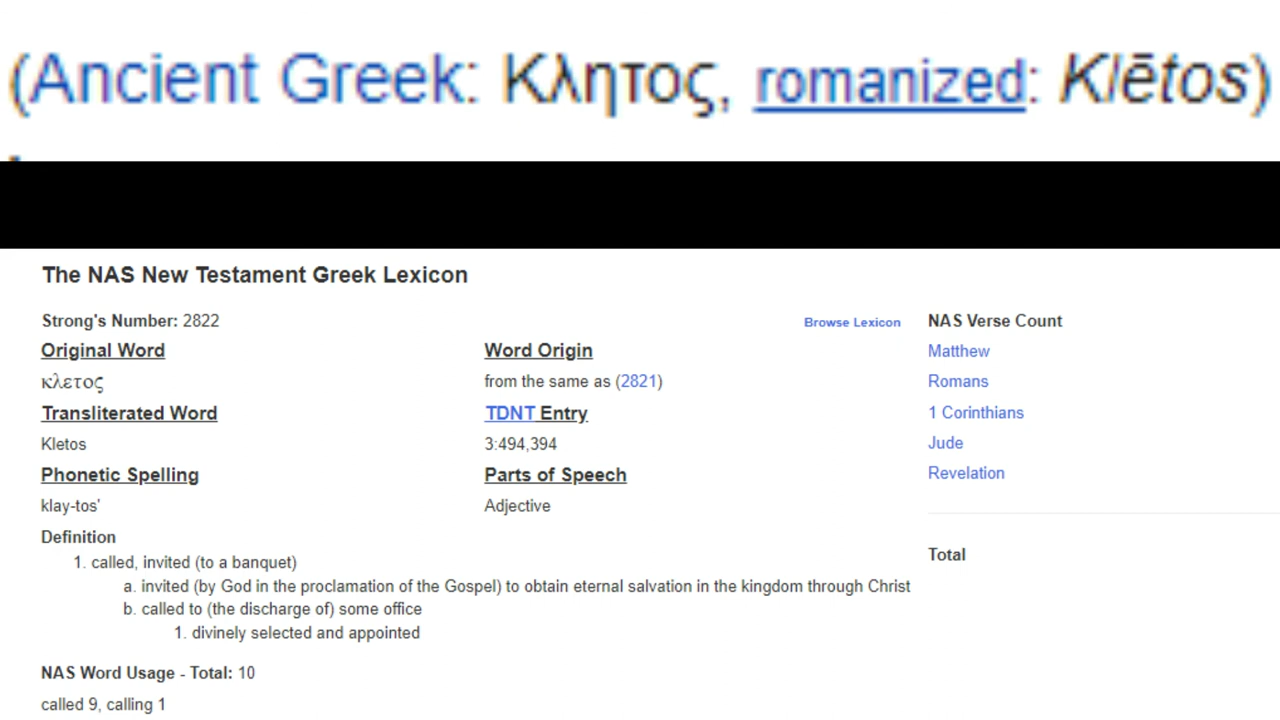 (Ancient Greek: Κλητος, romanized: Klētos)
The NAS New Testament Greek Lexicon
Strong's Number: 2822
Browse Lexicon
Original Word
Word Origin
κλετος
from the same as (2821)
Transliterated Word
TDNT Entry
Kletos
3:494,394
Phonetic Spelling
Parts of Speech
klay-tos'
Adjective
Definition
1. called, invited (to a banquet)
a. invited (by God in the proclamation of the Gospel) to obtain eternal salvation in the kingdom through Christ
b. called to (the discharge of) some office
1. divinely selected and appointed
NAS Word Usage - Total: 10
called 9, calling 1
NAS Verse Count
Matthew
Romans
1 Corinthians
Jude
Revelation
Total